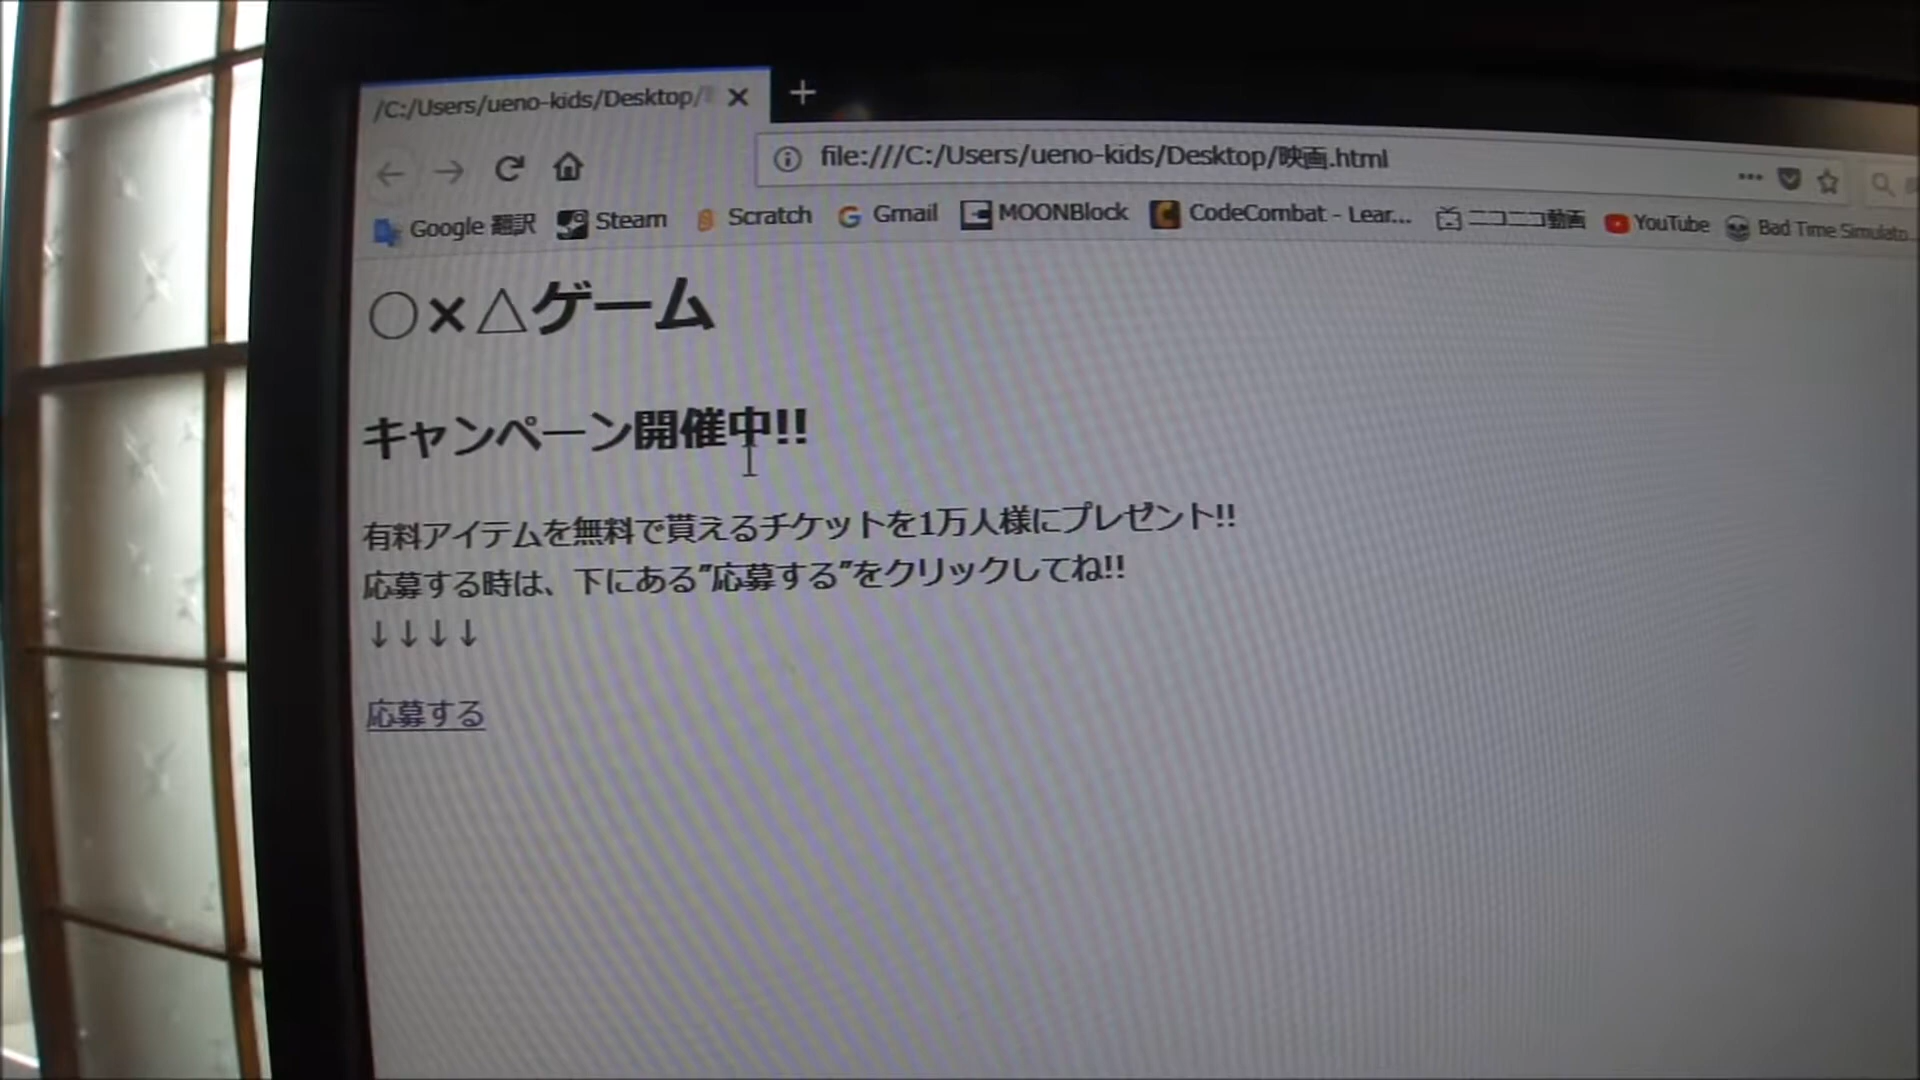 /C:/Users/ueno-kids/Desktop/
file:///C:/Users/ueno-kids/Desktop/映画.html
Google 翻訳 Steam Scratch Gmail MOONBlock CodeCombat - Lear... ニコニコ動画 YouTube Bad Time Simulato...
○×△ゲーム
キャンペーン開催中!!
有料アイテムを無料で貰えるチケットを1万人様にプレゼント!!
応募する時は、下にある"応募する"をクリックしてね!!
↓↓↓↓
応募する